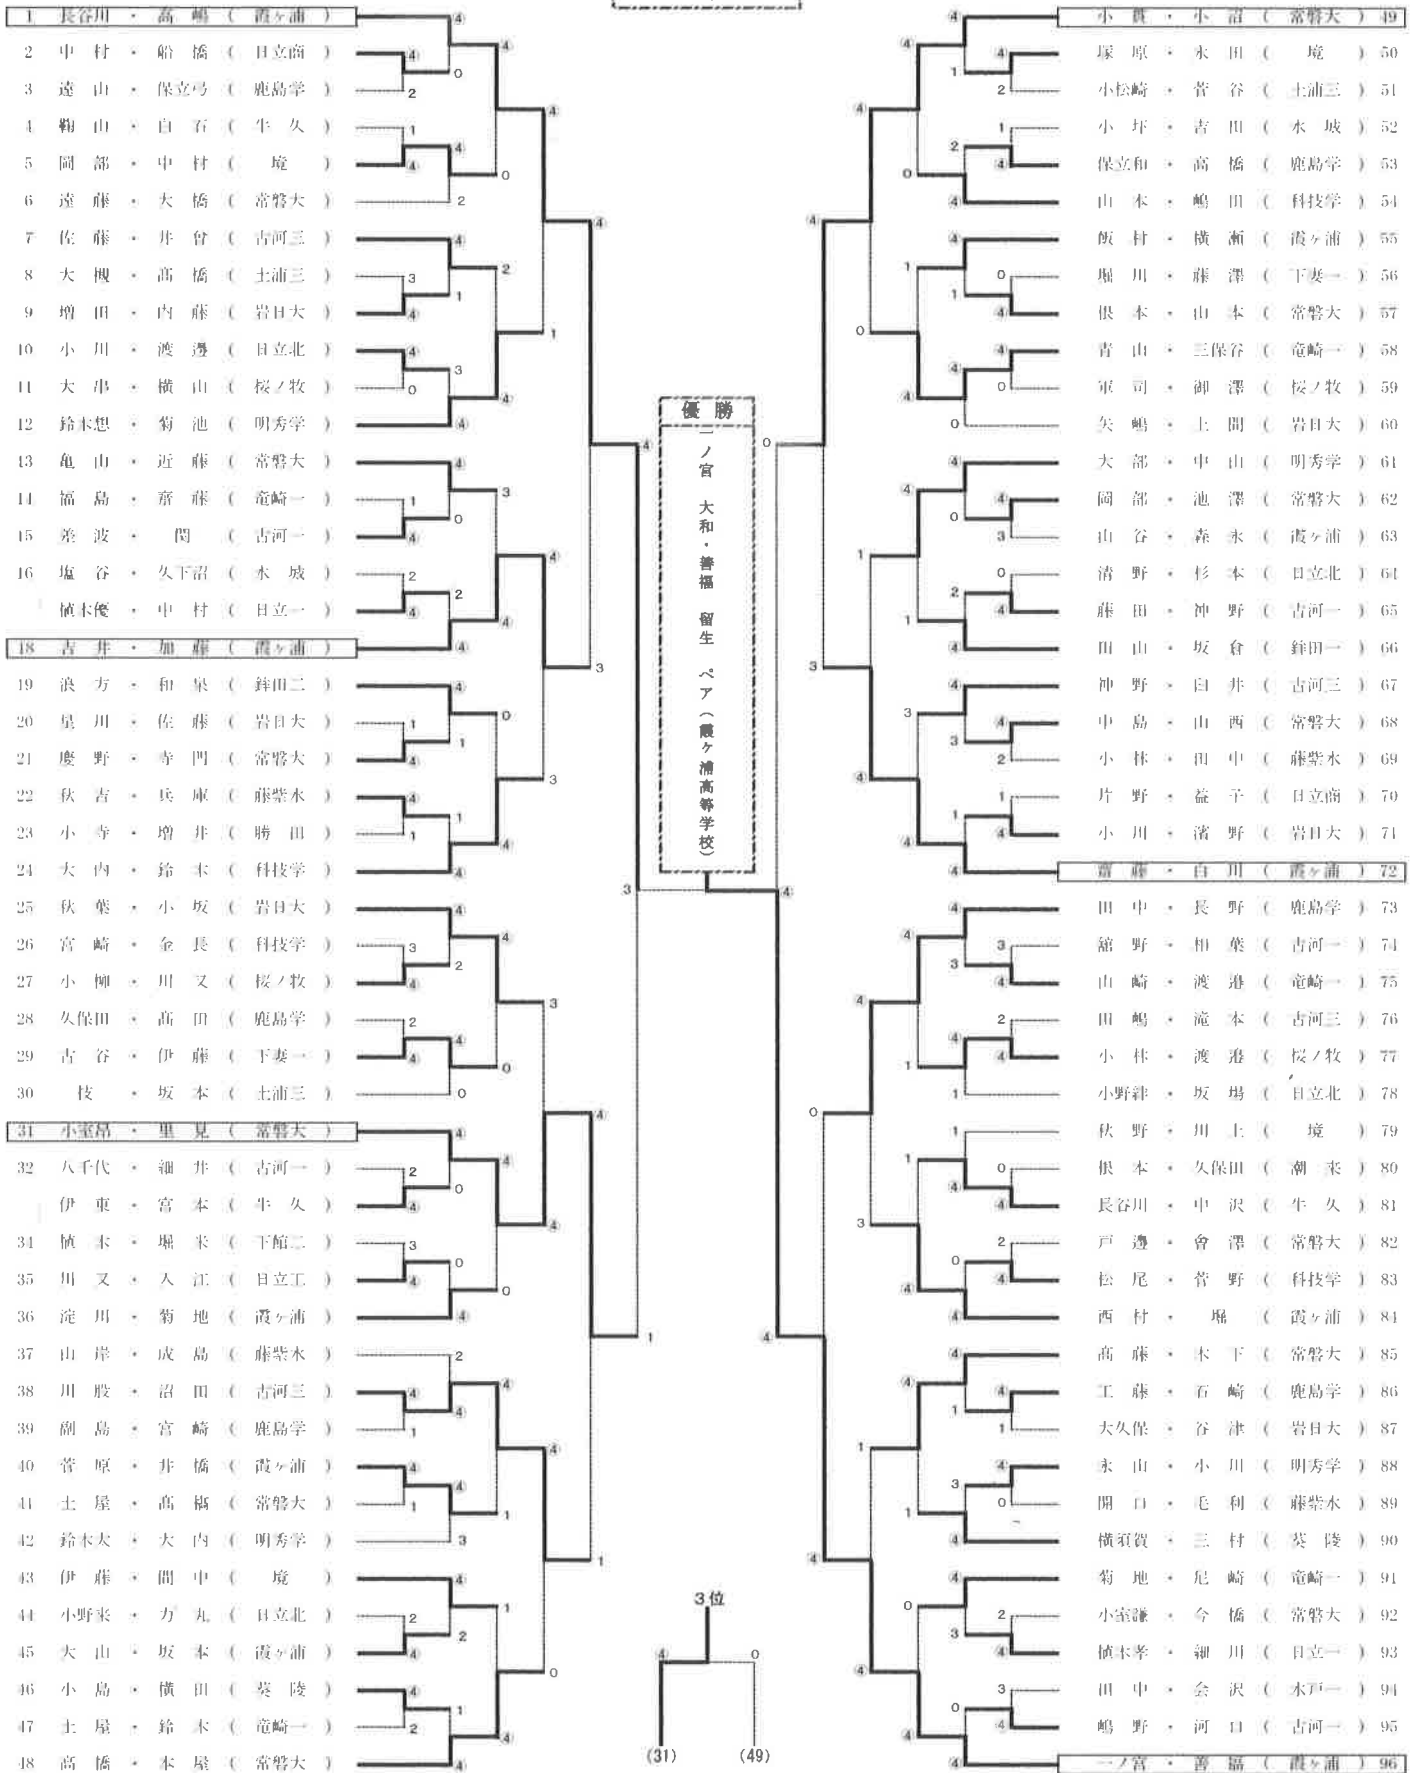 1 長谷川・髙嶋(霞ヶ浦)
2 中村・船橋(日立商)
3 遠山・保立弓(鹿島学)
4 鞠山・白石(牛久)
5 岡部・中村(境)
6 遠藤・大橋(常磐大)
7 佐藤・井會(古河三)
8 大槻・髙橋(土浦三)
9 増田・内藤(岩日大)
10 小川・渡邊(日立北)
11 大串・横山(桜ノ牧)
12 鈴木想・菊池(明秀学)
13 亀山・近藤(常磐大)
14 福島・齋藤(竜崎一)
15 差波・関(古河一)
16 塩谷・久下沼(水城)
植木優・中村(日立一)
18 吉井・加藤(霞ヶ浦)
19 浪方・和泉(鉾田二)
20 星川・佐藤(岩日大)
21 慶野・寺門(常磐大)
22 秋吉・兵庫(藤紫水)
23 小寺・増井(勝田)
24 大内・鈴木(科技学)
25 秋葉・小坂(岩日大)
26 宮崎・金長(科技学)
27 小柳・川又(桜ノ牧)
28 久保田・髙田(鹿島学)
29 古谷・伊藤(下妻一)
30 技・坂本(土浦三)
31 小室昂・里見(常磐大)
32 八千代・細井(古河一)
伊東・宮本(牛久)
34 植木・堀米(下館二)
35 川又・入江(日立工)
36 淀川・菊地(霞ヶ浦)
37 山岸・成島(藤紫水)
38 川股・沼田(古河三)
39 副島・宮崎(鹿島学)
40 菅原・井橋(霞ヶ浦)
41 土屋・髙橋(常磐大)
42 鈴木大・大内(明秀学)
43 伊藤・間中(境)
44 小野来・力丸(日立北)
45 大山・坂本(霞ヶ浦)
46 小島・横田(葵陵)
47 土屋・鈴木(竜崎一)
48 高橋・本屋(常磐大)
優勝
一ノ宮 大和・善福 留生 ペア(霞ヶ浦高等学校)
3位
④ 0
(31) (49)
小貫・小沼(常磐大) 49
塚原・永田(境) 50
小松崎・菅谷(土浦三) 51
小圷・吉田(水城) 52
保立和・高橋(鹿島学) 53
山本・嶋田(科技学) 54
飯村・横瀬(霞ヶ浦) 55
堀川・藤澤(下妻一) 56
根本・山本(常磐大) 57
青山・三保谷(竜崎一) 58
軍司・御澤(桜ノ牧) 59
矢嶋・上間(岩日大) 60
大部・中山(明秀学) 61
岡部・池澤(常磐大) 62
山谷・森永(霞ヶ浦) 63
清野・杉本(日立北) 64
藤田・神野(古河一) 65
田山・坂倉(鉾田一) 66
神野・臼井(古河三) 67
中島・山西(常磐大) 68
小林・田中(藤紫水) 69
片野・益子(日立商) 70
小川・濱野(岩日大) 71
齋藤・白川(霞ヶ浦) 72
田中・長野(鹿島学) 73
舘野・相葉(古河一) 74
山崎・渡邉(竜崎一) 75
田嶋・滝本(古河三) 76
小林・渡邉(桜ノ牧) 77
小野絆・坂場(日立北) 78
秋野・川上(境) 79
根本・久保田(潮来) 80
長谷川・中沢(牛久) 81
戸邊・會澤(常磐大) 82
松尾・菅野(科技学) 83
西村・堀(霞ヶ浦) 84
髙藤・木下(常磐大) 85
工藤・石崎(鹿島学) 86
大久保・谷津(岩日大) 87
永山・小川(明秀学) 88
開口・毛利(藤紫水) 89
横須賀・三村(葵陵) 90
菊地・尼崎(竜崎一) 91
小室謙・今橋(常磐大) 92
植木孝・細川(日立一) 93
田中・会沢(水戸一) 94
嶋野・河口(古河一) 95
一ノ宮・善福(霞ヶ浦) 96